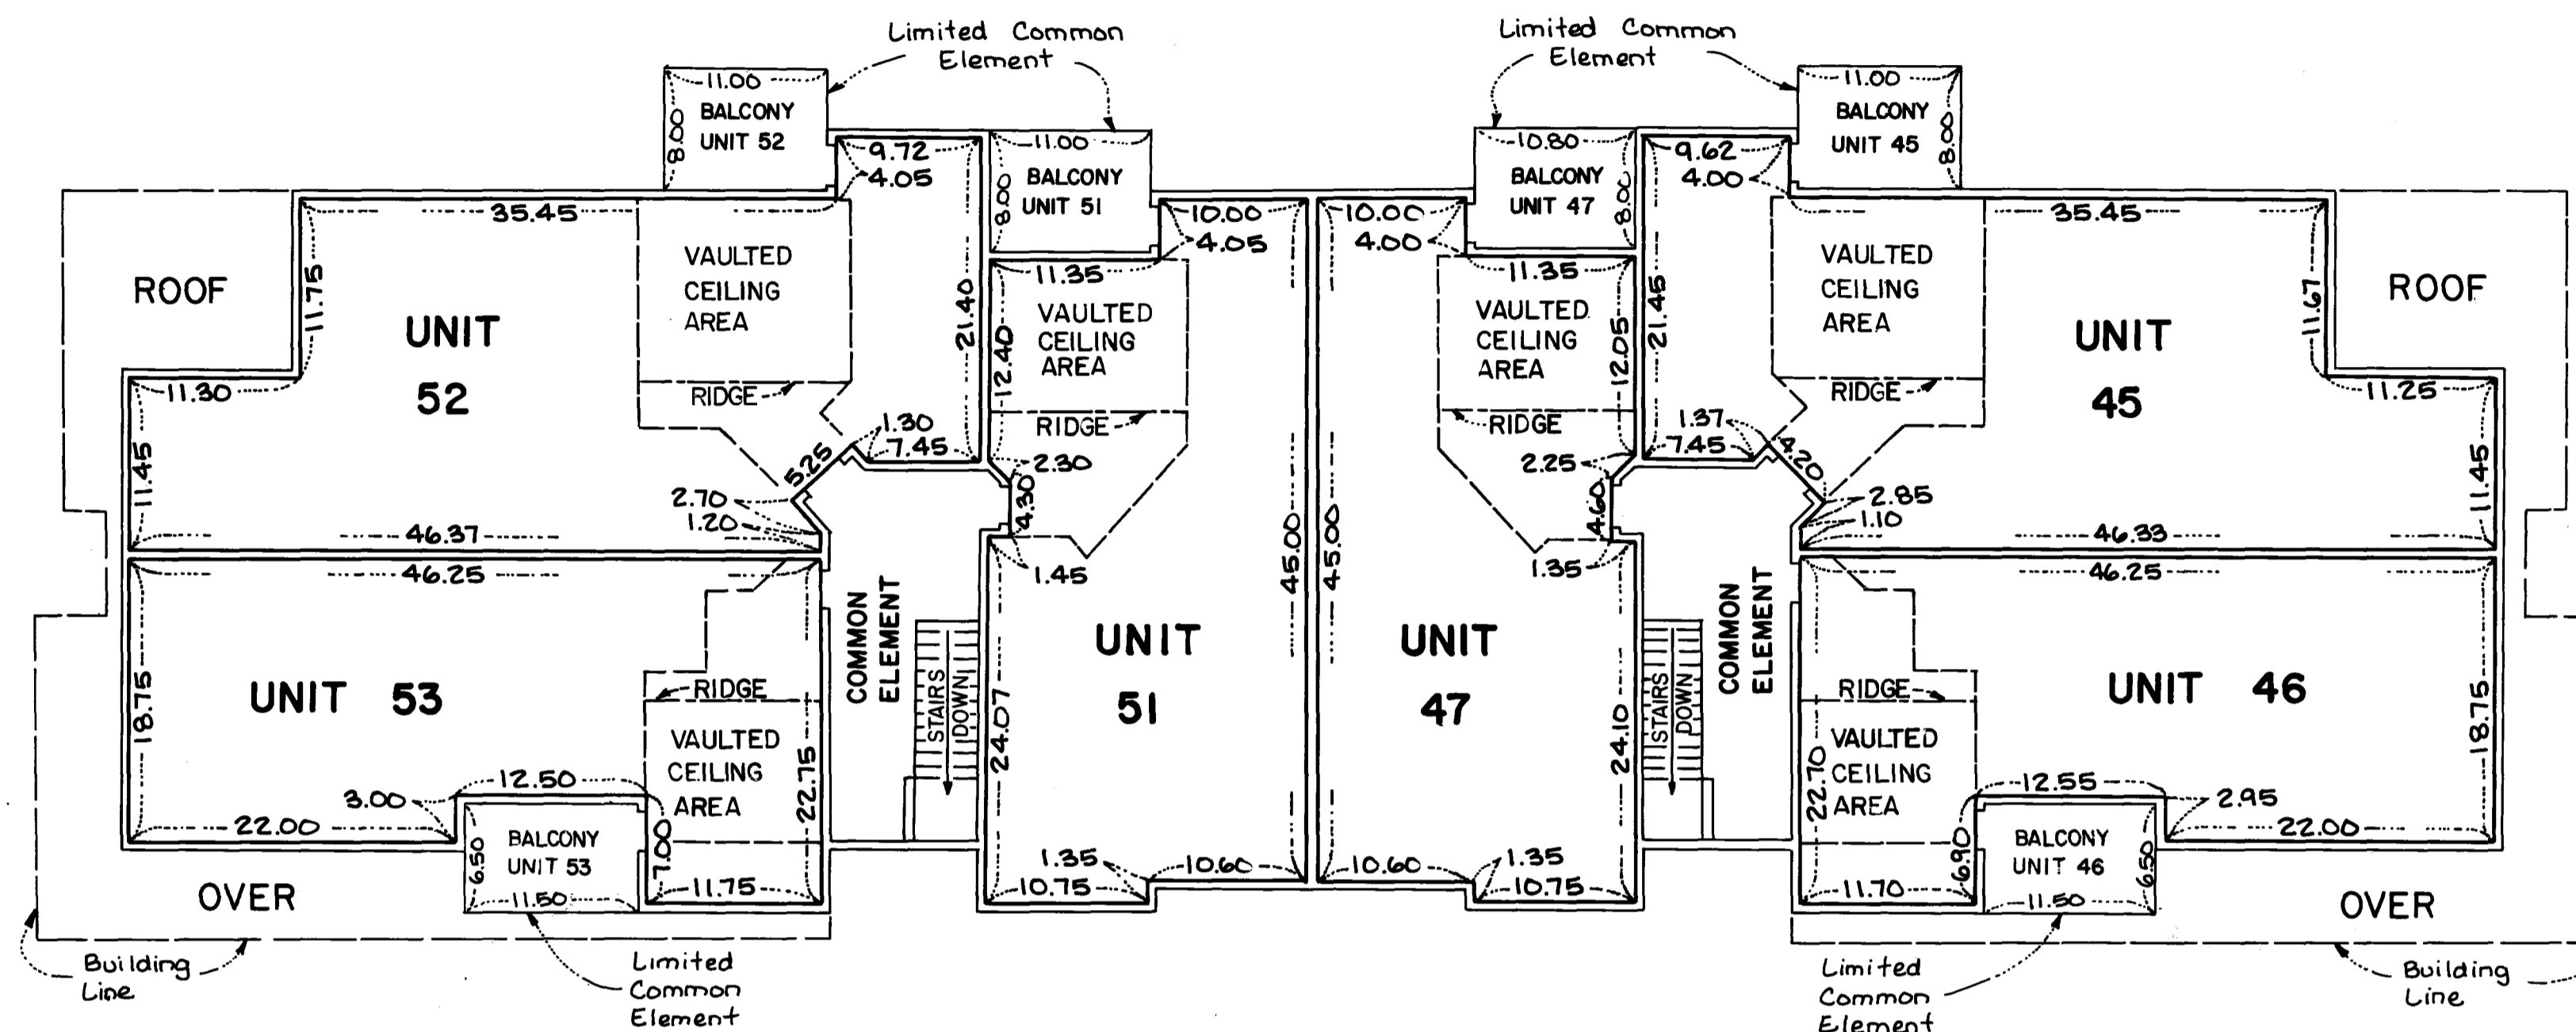 Limited Common
Element
Limited Common
Element
11.00
BALCONY
UNIT 52
8.00
9.72
4.05
11.00
BALCONY
UNIT 51
8.00
10.80
BALCONY
UNIT 47
8.00
9.62
4.00
11.00
BALCONY
UNIT 45
8.00
ROOF
35.45
11.75
UNIT
52
VAULTED
CEILING
AREA
RIDGE
21.40
11.30
11.45
1.30
7.45
5.25
2.70
1.20
46.37
10.00
4.05
11.35
VAULTED
CEILING
AREA
12.40
RIDGE
2.30
4.30
1.45
45.00
10.00
4.00
11.35
VAULTED
CEILING
AREA
12.05
RIDGE
2.25
4.60
1.35
45.00
21.45
VAULTED
CEILING
AREA
RIDGE
1.37
7.45
4.20
2.85
1.10
35.45
11.67
UNIT
45
ROOF
11.25
11.45
46.33
46.25
18.75
UNIT 53
RIDGE
VAULTED
CEILING
AREA
22.75
12.50
3.00
22.00
BALCONY
UNIT 53
6.50
11.50
7.00
11.75
OVER
COMMON
ELEMENT
STAIRS
DOWN
UNIT
51
24.07
1.35
10.75
10.60
UNIT
47
24.10
10.60
1.35
10.75
STAIRS
DOWN
COMMON
ELEMENT
46.25
UNIT 46
18.75
RIDGE
VAULTED
CEILING
AREA
22.70
12.55
2.95
22.00
BALCONY
UNIT 46
6.90
6.50
11.50
11.70
OVER
Building
Line
Limited
Common
Element
Limited
Common
Element
Building
Line